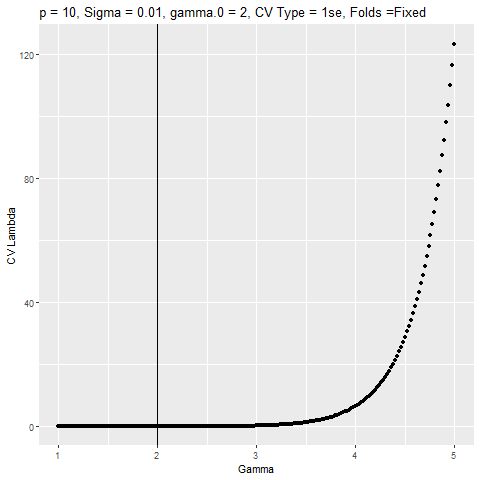 p = 10, Sigma = 0.01, gamma.0 = 2, CV Type = 1se, Folds =Fixed
120
80
40
0
CV Lambda
1 2 3 4 5
Gamma